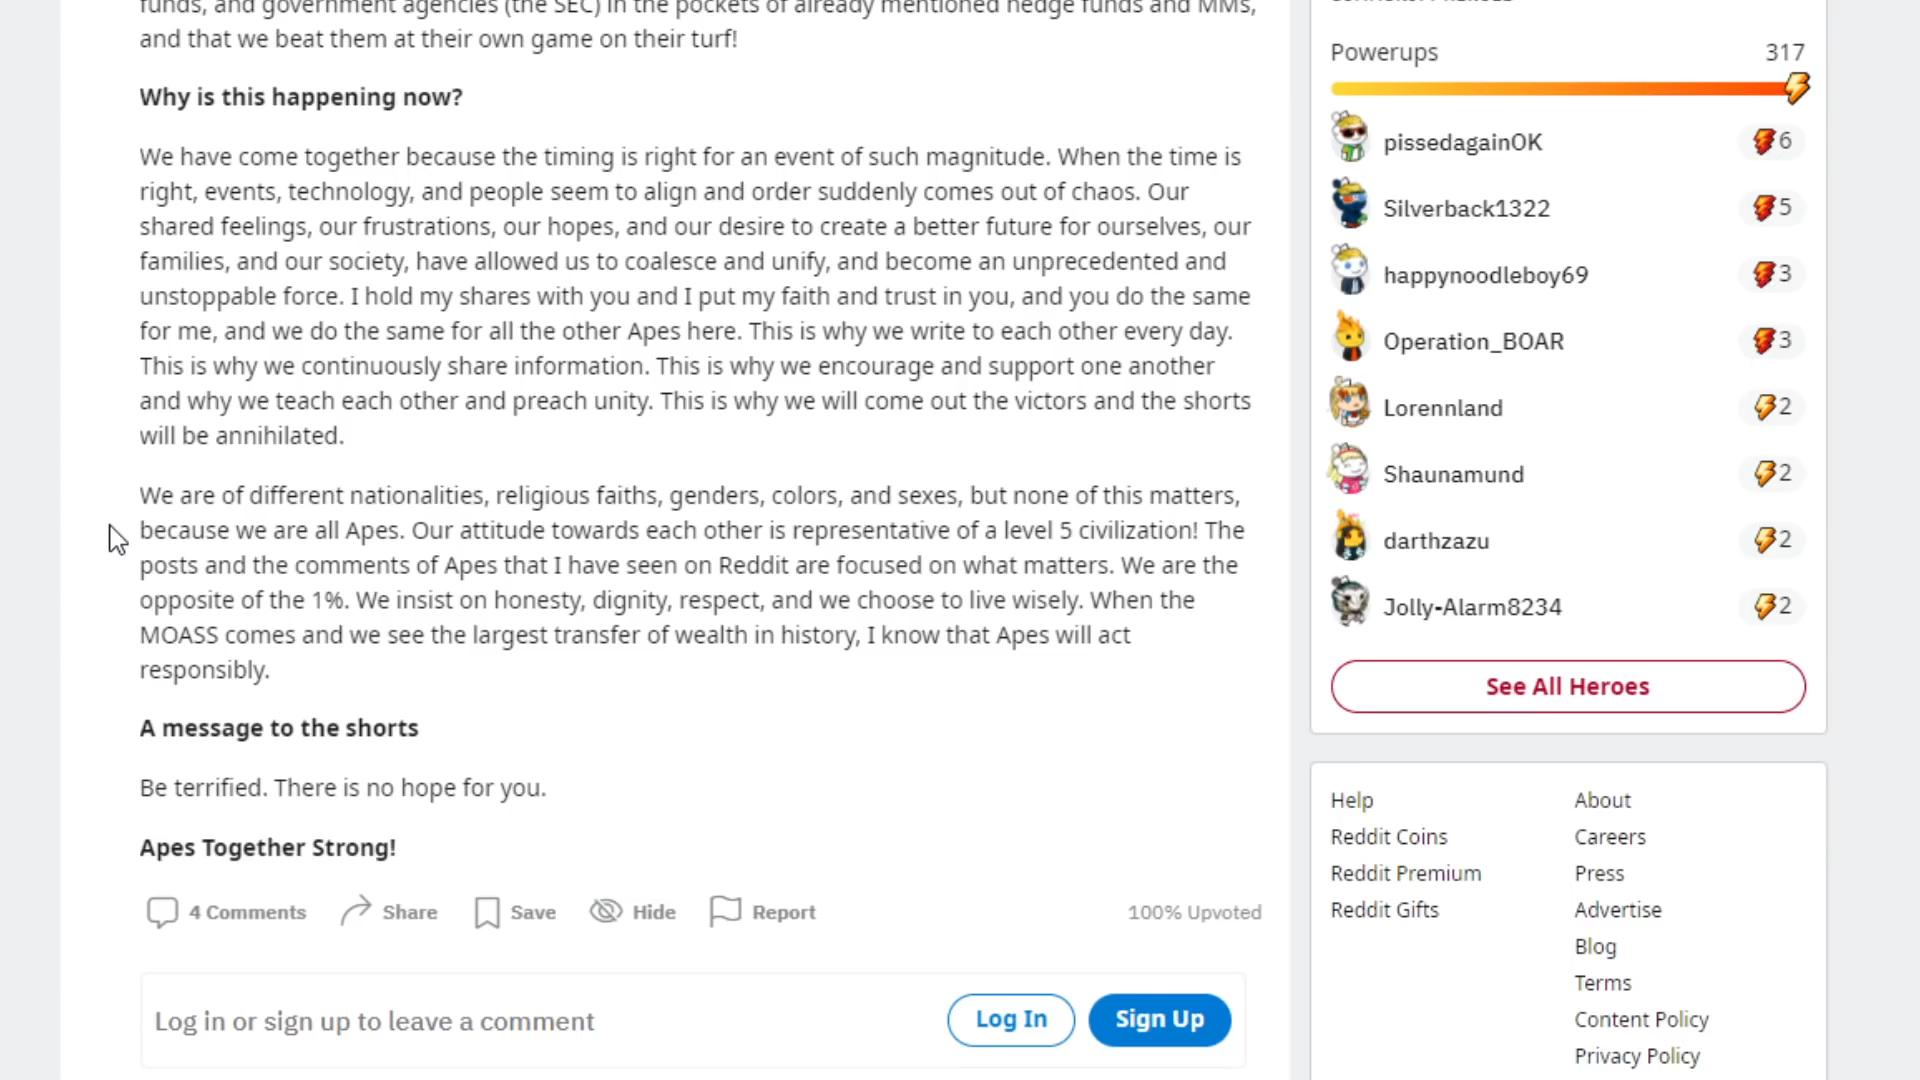 funds, and government agencies (the SEC) in the pockets of already mentioned hedge funds and MMs,
and that we beat them at their own game on their turf!
Why is this happening now?
We have come together because the timing is right for an event of such magnitude. When the time is
right, events, technology, and people seem to align and order suddenly comes out of chaos. Our
shared feelings, our frustrations, our hopes, and our desire to create a better future for ourselves, our
families, and our society, have allowed us to coalesce and unify, and become an unprecedented and
unstoppable force. I hold my shares with you and I put my faith and trust in you, and you do the same
for me, and we do the same for all the other Apes here. This is why we write to each other every day.
This is why we continuously share information. This is why we encourage and support one another
and why we teach each other and preach unity. This is why we will come out the victors and the shorts
will be annihilated.
We are of different nationalities, religious faiths, genders, colors, and sexes, but none of this matters,
because we are all Apes. Our attitude towards each other is representative of a level 5 civilization! The
posts and the comments of Apes that I have seen on Reddit are focused on what matters. We are the
opposite of the 1%. We insist on honesty, dignity, respect, and we choose to live wisely. When the
MOASS comes and we see the largest transfer of wealth in history, I know that Apes will act
responsibly.
A message to the shorts
Be terrified. There is no hope for you.
Apes Together Strong!
4 Comments Share Save Hide Report 100% Upvoted
Log in or sign up to leave a comment Log In Sign Up
Powerups 317
pissedagainOK 6
Silverback1322 5
happynoodleboy69 3
Operation_BOAR 3
Lorennland 2
Shaunamund 2
darthzazu 2
Jolly-Alarm8234 2
See All Heroes
Help About
Reddit Coins Careers
Reddit Premium Press
Reddit Gifts Advertise
Blog
Terms
Content Policy
Privacy Policy